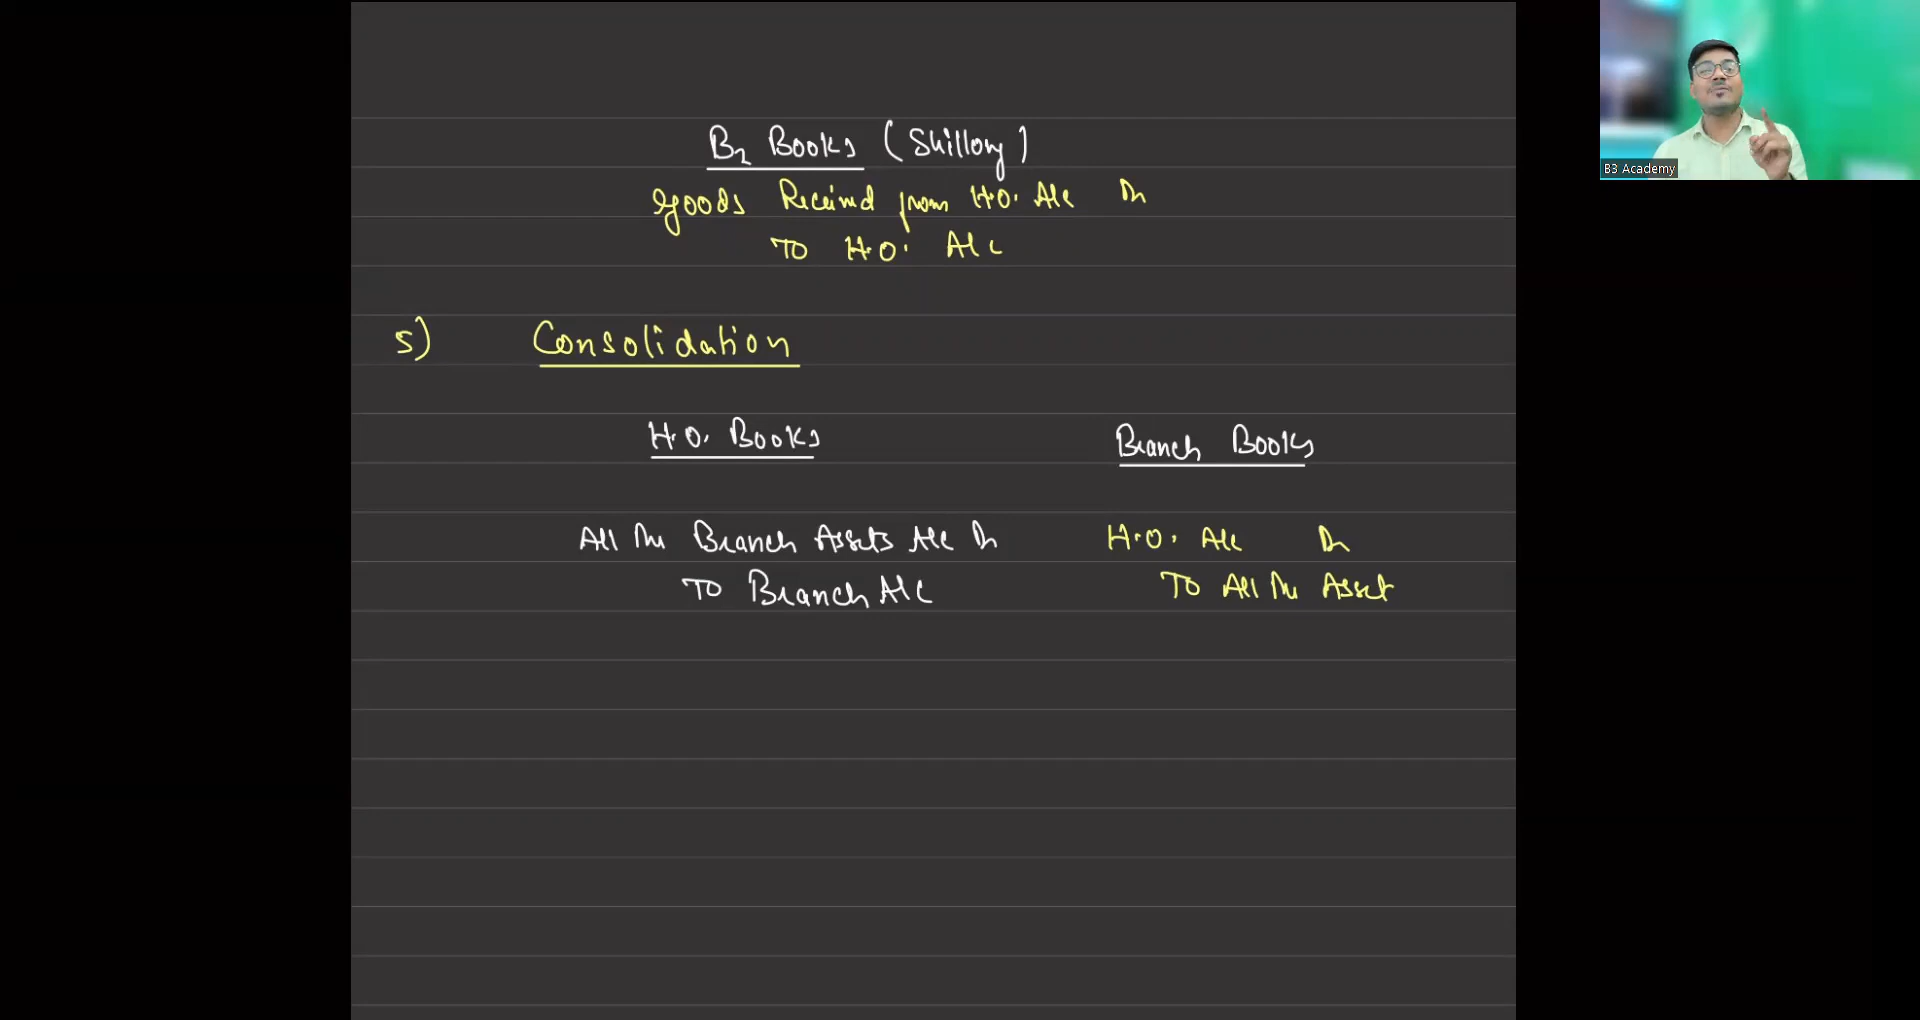 B2 Books (Shillong)
Goods Received from H.O. A/c Dr
To H.O. A/c
B3 Academy
5) Consolidation
H.O. Books
Branch Books
All the Branch Assets A/c Dr
To Branch A/c
H.O. A/c Dr
To All the Asset